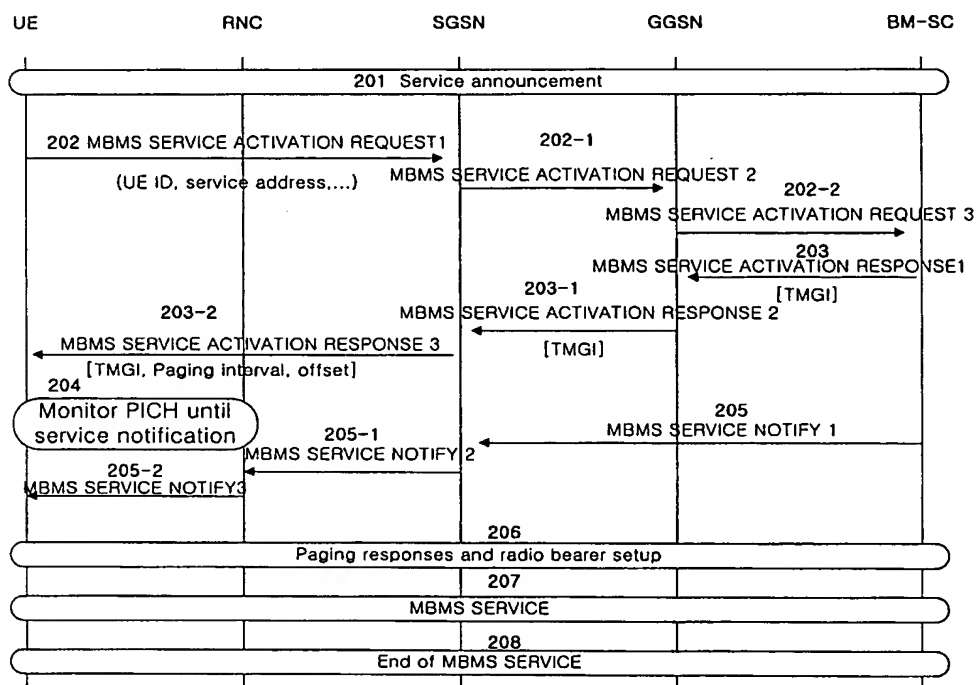 UE RNC SGSN GGSN BM-SC
201 Service announcement
202 MBMS SERVICE ACTIVATION REQUEST1
(UE ID, service address,...)
202-1
MBMS SERVICE ACTIVATION REQUEST 2
202-2
MBMS SERVICE ACTIVATION REQUEST 3
203
MBMS SERVICE ACTIVATION RESPONSE1
[TMGI]
203-1
MBMS SERVICE ACTIVATION RESPONSE 2
[TMGI]
203-2
MBMS SERVICE ACTIVATION RESPONSE 3
[TMGI, Paging interval, offset]
204
Monitor PICH until
service notification
205
MBMS SERVICE NOTIFY 1
205-1
MBMS SERVICE NOTIFY 2
205-2
MBMS SERVICE NOTIFY3
206
Paging responses and radio bearer setup
207
MBMS SERVICE
208
End of MBMS SERVICE